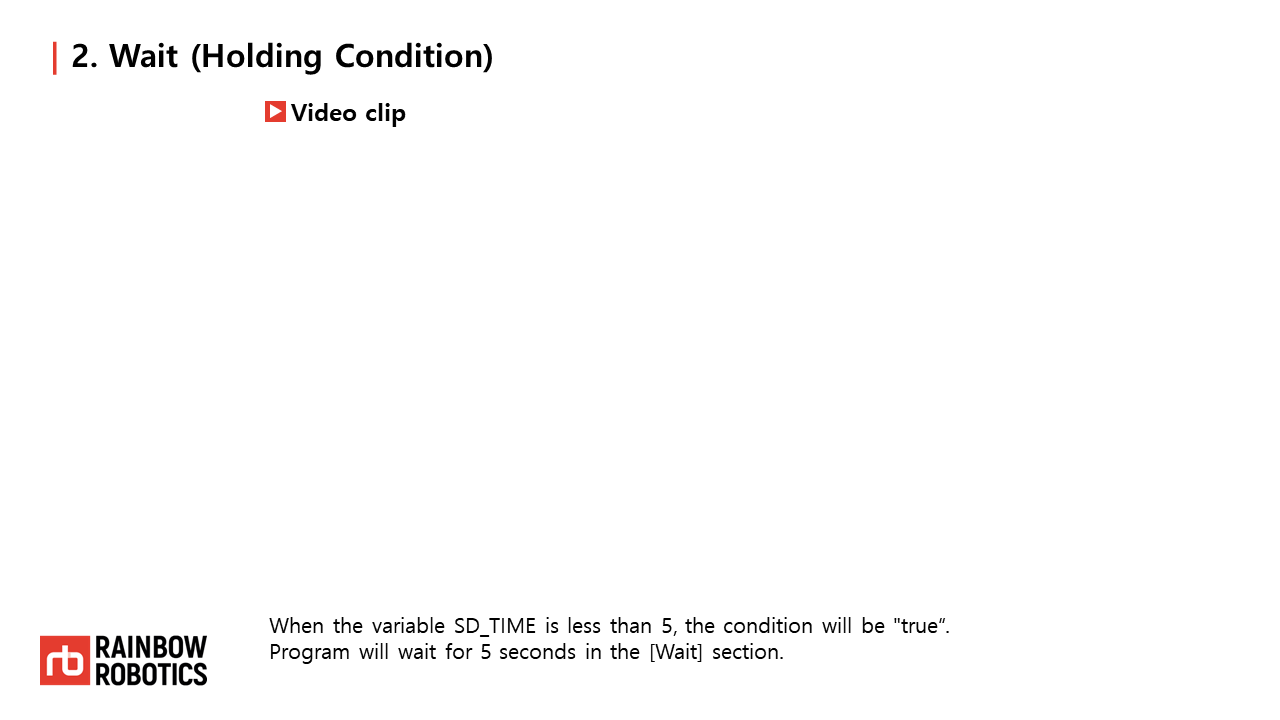 2. Wait (Holding Condition)
Video clip
When the variable SD_TIME is less than 5, the condition will be "true“.
Program will wait for 5 seconds in the [Wait] section.
rb RAINBOW
ROBOTICS